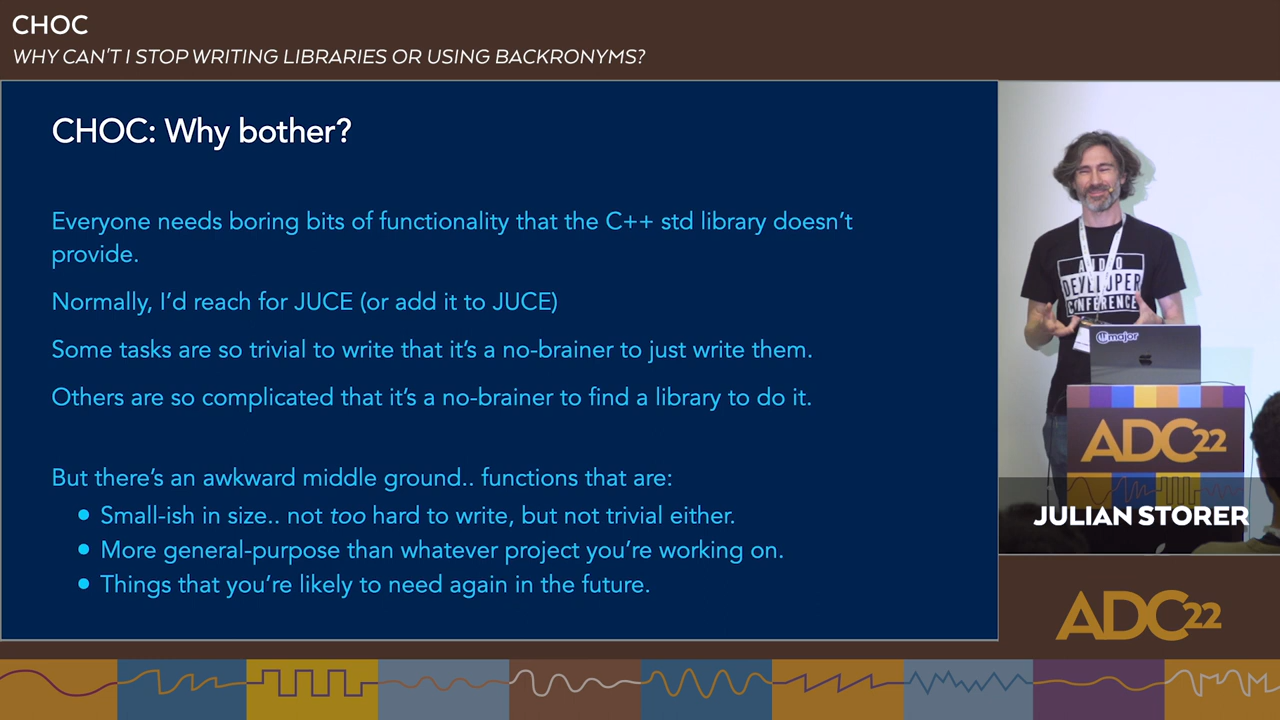 CHOC
WHY CAN'T I STOP WRITING LIBRARIES OR USING BACKRONYMS?
CHOC: Why bother?
Everyone needs boring bits of functionality that the C++ std library doesn't
provide.
Normally, I'd reach for JUCE (or add it to JUCE)
Some tasks are so trivial to write that it's a no-brainer to just write them.
Others are so complicated that it's a no-brainer to find a library to do it.
But there's an awkward middle ground.. functions that are:
● Small-ish in size.. not too hard to write, but not trivial either.
● More general-purpose than whatever project you're working on.
● Things that you're likely to need again in the future.
AUDIO
DEVELOPER
CONFERENCE
cmajor
ADC22
JULIAN STORER
ADC22